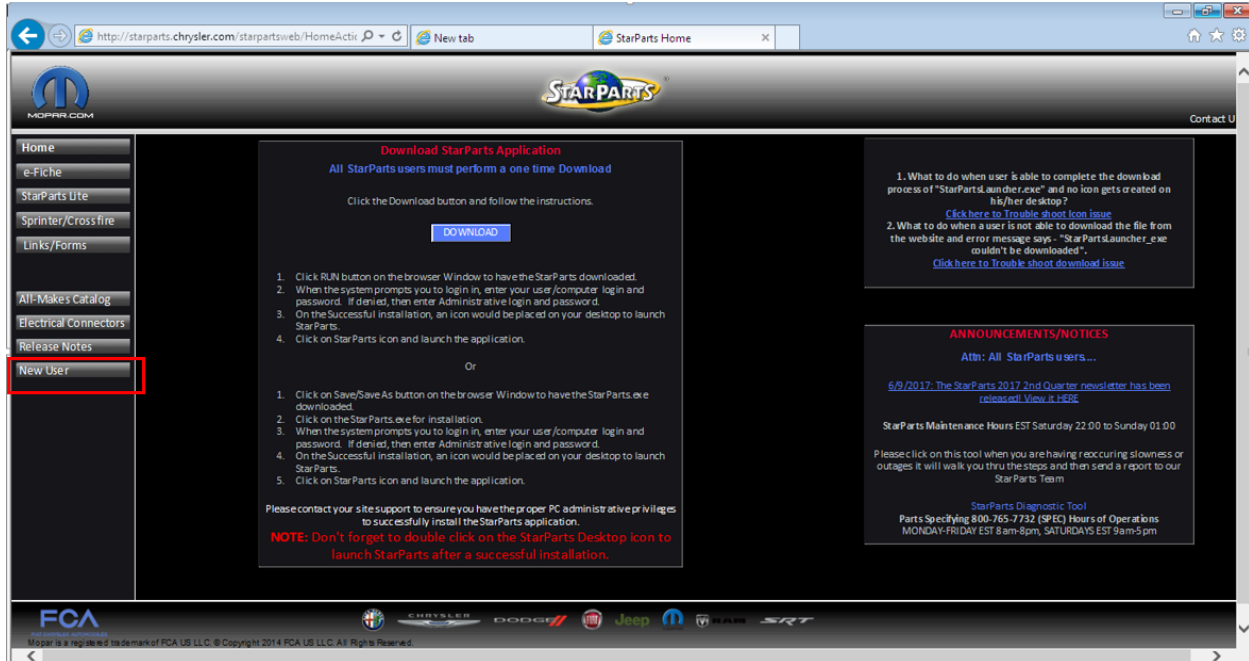 http://starparts.chrysler.com/starpartsweb/HomeActic
New tab
StarParts Home
MOPAR.COM
STARPARTS
Contact U
Home
e-Fiche
StarParts Lite
Sprinter/Crossfire
Links/Forms
All-Makes Catalog
Electrical Connectors
Release Notes
New User
Download StarParts Application
All StarParts users must perform a one time Download
Click the Download button and follow the instructions.
DOWNLOAD
1. Click RUN button on the browser Window to have the StarParts downloaded.
2. When the system prompts you to login in, enter your user/computer login and
password. If denied, then enter Administrative login and password.
3. On the Successful installation, an icon would be placed on your desktop to launch
StarParts.
4. Click on StarParts icon and launch the application.
Or
1. Click on Save/Save As button on the browser Window to have the StarParts.exe
downloaded.
2. Click on the StarParts.exe for installation.
3. When the system prompts you to login in, enter your user/computer login and
password. If denied, then enter Administrative login and password.
4. On the Successful installation, an icon would be placed on your desktop to launch
StarParts.
5. Click on StarParts icon and launch the application.
Please contact your site support to ensure you have the proper PC administrative privileges
to successfully install the StarParts application.
NOTE: Don't forget to double click on the StarParts Desktop icon to
launch StarParts after a successful installation.
1. What to do when user is able to complete the download
process of "StarPartsLauncher.exe" and no icon gets created on
his/her desktop?
Click here to Trouble shoot Icon issue
2. What to do when a user is not able to download the file from
the website and error message says - "StarPartsLauncher_exe
couldn't be downloaded".
Click here to Trouble shoot download issue
ANNOUNCEMENTS/NOTICES
Attn: All StarParts users....
6/9/2017: The StarParts 2017 2nd Quarter newsletter has been
released! View it HERE
StarParts Maintenance Hours EST Saturday 22:00 to Sunday 01:00
Please click on this tool when you are having reoccuring slowness or
outages it will walk you thru the steps and then send a report to our
StarParts Team
StarParts Diagnostic Tool
Parts Specifying 800-765-7732 (SPEC) Hours of Operations
MONDAY-FRIDAY EST 8am-8pm, SATURDAYS EST 9am-5pm
FCA
FIAT CHRYSLER AUTOMOBILES
CHRYSLER DODGE Jeep RAM SRT
Mopar is a registered trademark of FCA US LLC. © Copyright 2014 FCA US LLC. All Rights Reserved.